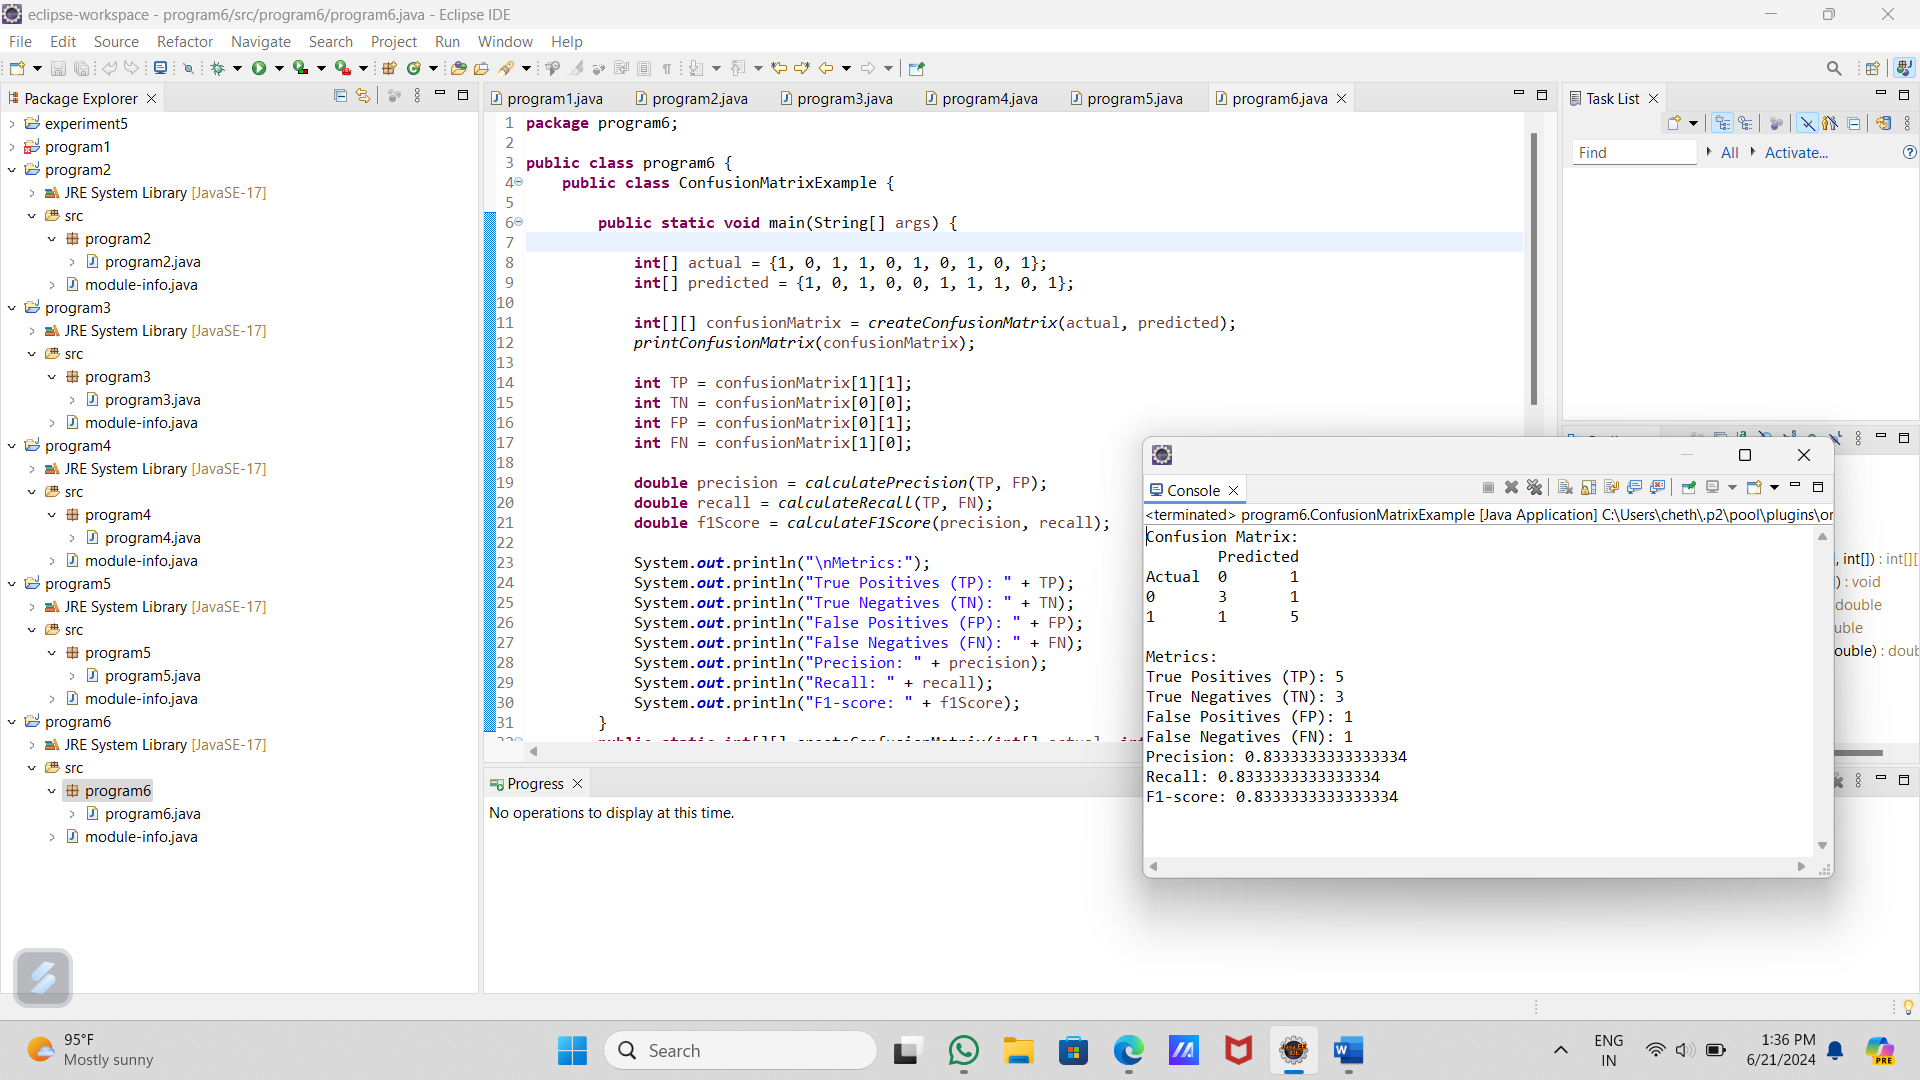 eclipse-workspace - program6/src/program6/program6.java - Eclipse IDE
File Edit Source Refactor Navigate Search Project Run Window Help
Package Explorer
experiment5
program1
program2
JRE System Library [JavaSE-17]
src
program2
program2.java
module-info.java
program3
JRE System Library [JavaSE-17]
src
program3
program3.java
module-info.java
program4
JRE System Library [JavaSE-17]
src
program4
program4.java
module-info.java
program5
JRE System Library [JavaSE-17]
src
program5
program5.java
module-info.java
program6
JRE System Library [JavaSE-17]
src
program6
program6.java
module-info.java
program1.java program2.java program3.java program4.java program5.java program6.java
1 package program6;
2
3 public class program6 {
4 public class ConfusionMatrixExample {
5
6 public static void main(String[] args) {
7
8 int[] actual = {1, 0, 1, 1, 0, 1, 0, 1, 0, 1};
9 int[] predicted = {1, 0, 1, 0, 0, 1, 1, 1, 0, 1};
10
11 int[][] confusionMatrix = createConfusionMatrix(actual, predicted);
12 printConfusionMatrix(confusionMatrix);
13
14 int TP = confusionMatrix[1][1];
15 int TN = confusionMatrix[0][0];
16 int FP = confusionMatrix[0][1];
17 int FN = confusionMatrix[1][0];
18
19 double precision = calculatePrecision(TP, FP);
20 double recall = calculateRecall(TP, FN);
21 double f1Score = calculateF1Score(precision, recall);
22
23 System.out.println("\nMetrics:");
24 System.out.println("True Positives (TP): " + TP);
25 System.out.println("True Negatives (TN): " + TN);
26 System.out.println("False Positives (FP): " + FP);
27 System.out.println("False Negatives (FN): " + FN);
28 System.out.println("Precision: " + precision);
29 System.out.println("Recall: " + recall);
30 System.out.println("F1-score: " + f1Score);
31 }
Task List
Find All Activate...
, int[]) : int[][
) : void
double
uble
ouble) : doub
Console
<terminated> program6.ConfusionMatrixExample [Java Application] C:\Users\cheth\.p2\pool\plugins\or
Confusion Matrix:
Predicted
Actual 0 1
0 3 1
1 1 5
Metrics:
True Positives (TP): 5
True Negatives (TN): 3
False Positives (FP): 1
False Negatives (FN): 1
Precision: 0.8333333333333334
Recall: 0.8333333333333334
F1-score: 0.8333333333333334
Progress
No operations to display at this time.
95°F
Mostly sunny
Search
ENG
IN
1:36 PM
6/21/2024
PRE